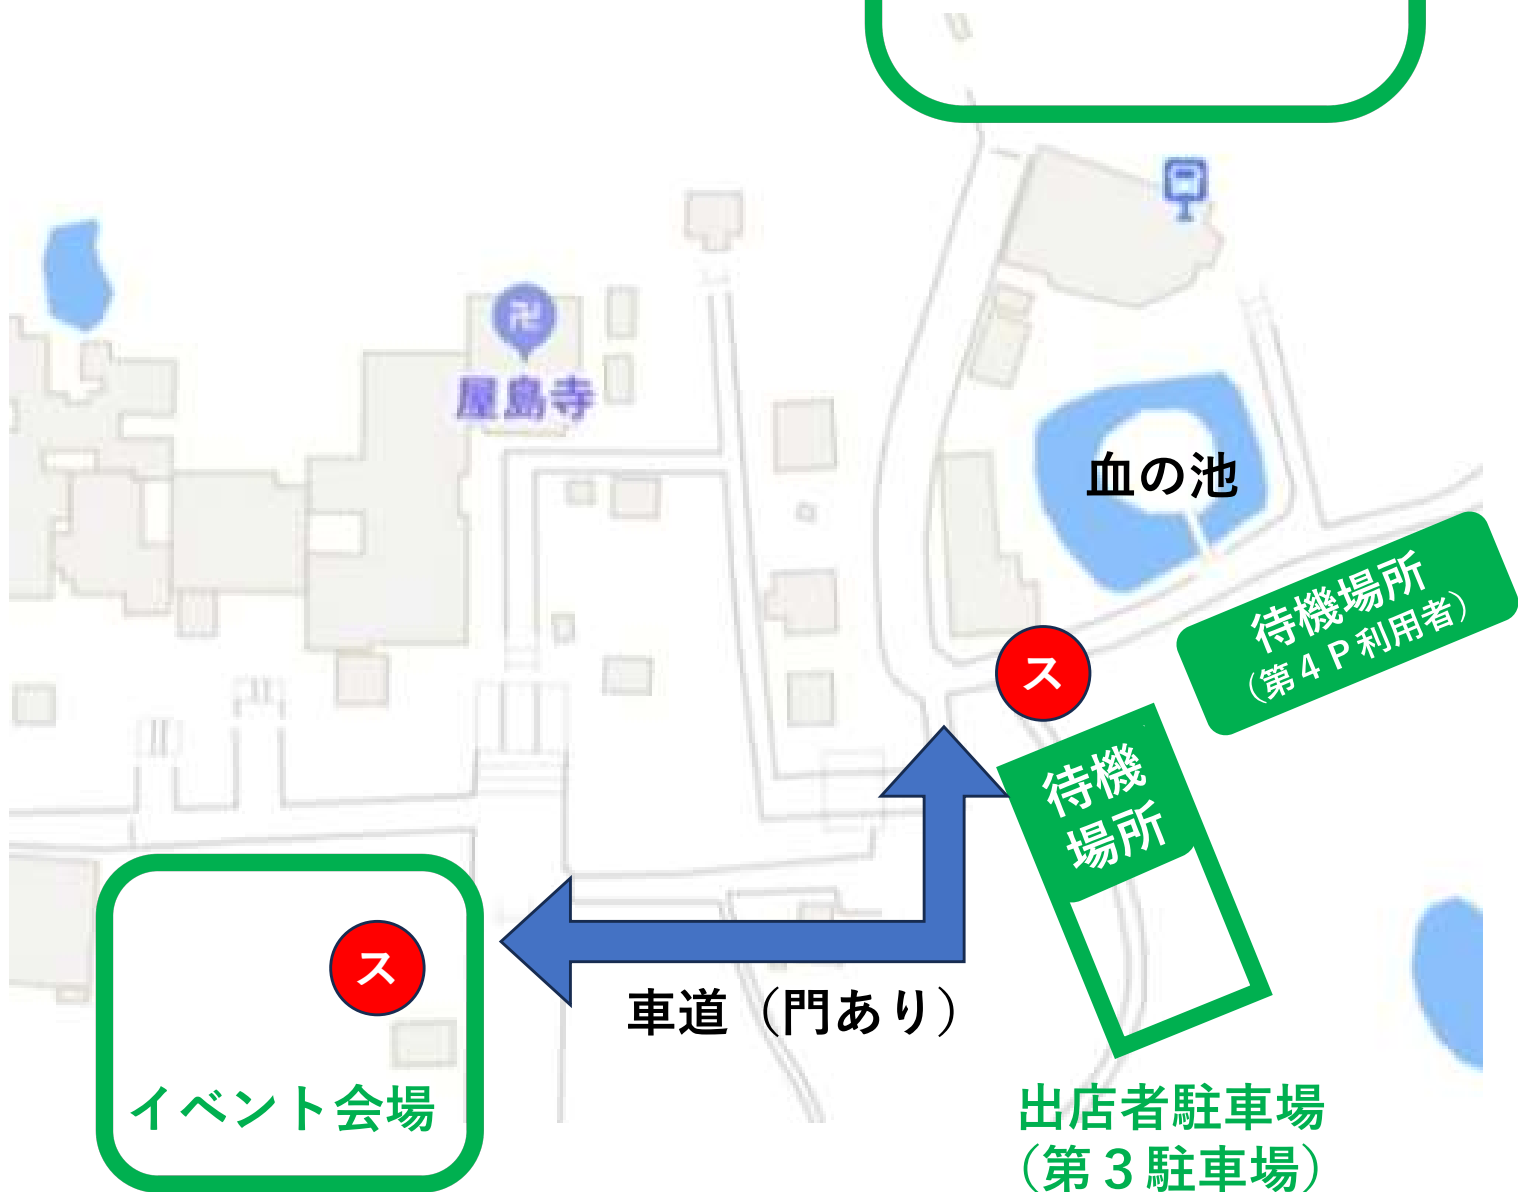 卍
屋島寺
血の池
待機場所
（第４Ｐ利用者）
ス
待機
場所
ス
車道（門あり）
イベント会場
出店者駐車場
（第３駐車場）